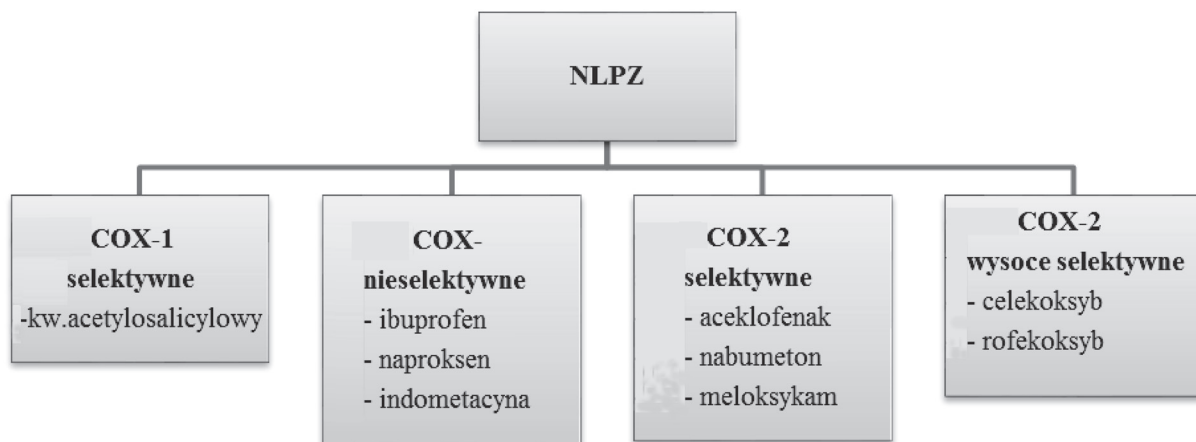 NLPZ
COX-1
selektywne
-kw.acetylosalicylowy
COX-
nieselektywne
- ibuprofen
- naproksen
- indometacyna
COX-2
selektywne
- aceklofenak
- nabumeton
- meloksykam
COX-2
wysoce selektywne
- celekoksyb
- rofekoksyb